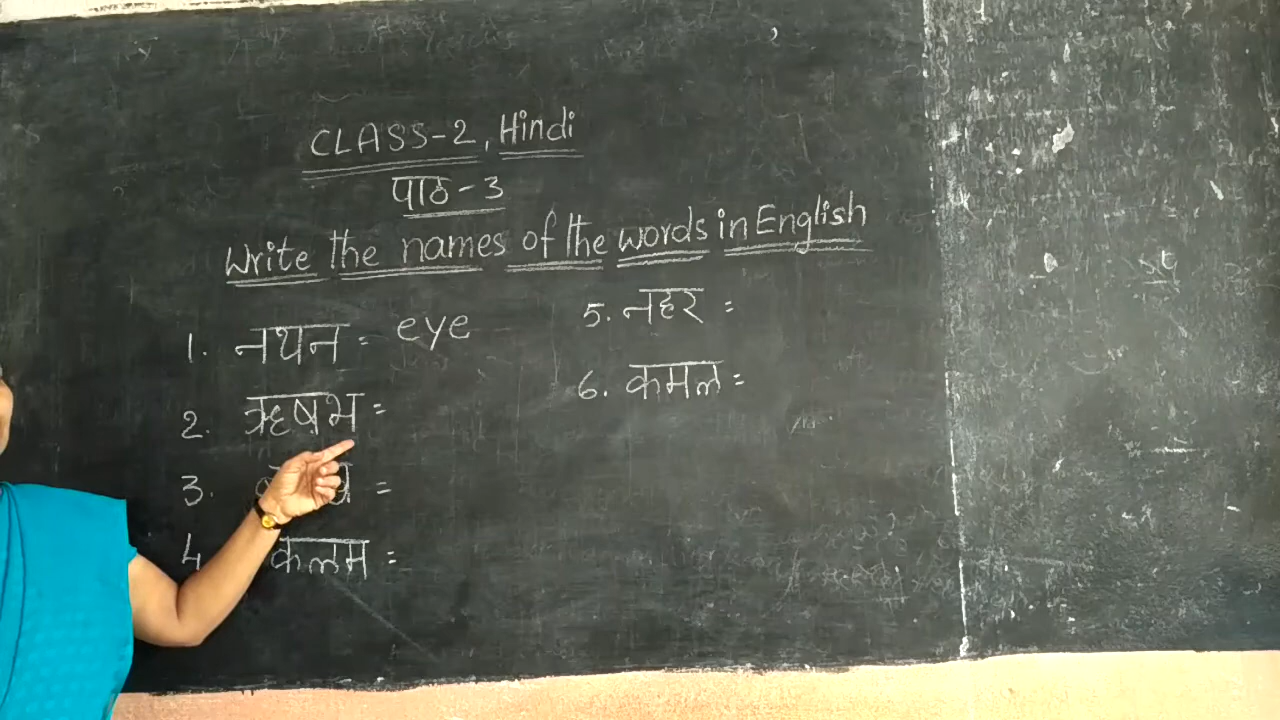 CLASS-2, Hindi
पाठ-3
Write the names of the words in English
1. नयन = eye
2. ऋषभ =
3. =
4 कलम =
5. नहर =
6. कमल =